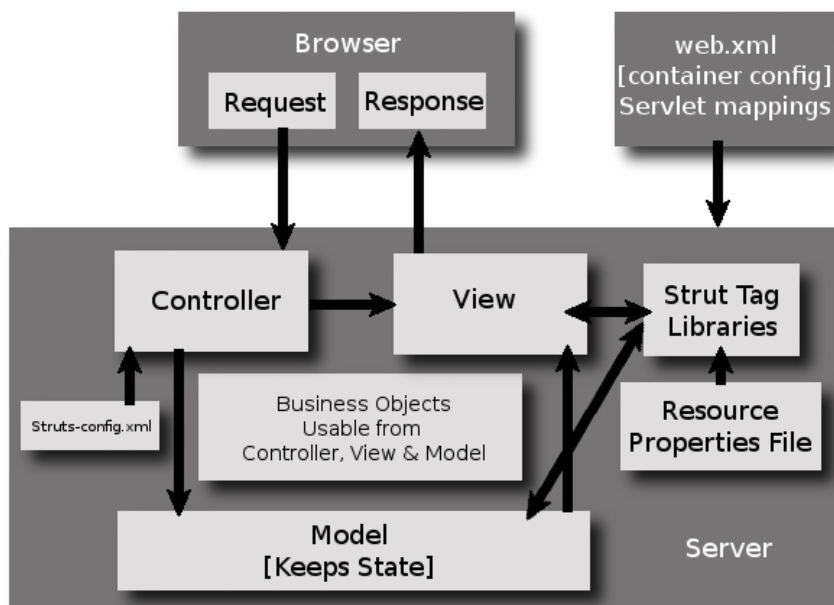 Browser
Request
Response
web.xml
[container config]
Servlet mappings
Controller
View
Strut Tag
Libraries
Struts-config.xml
Business Objects
Usable from
Controller, View & Model
Resource
Properties File
Model
[Keeps State]
Server